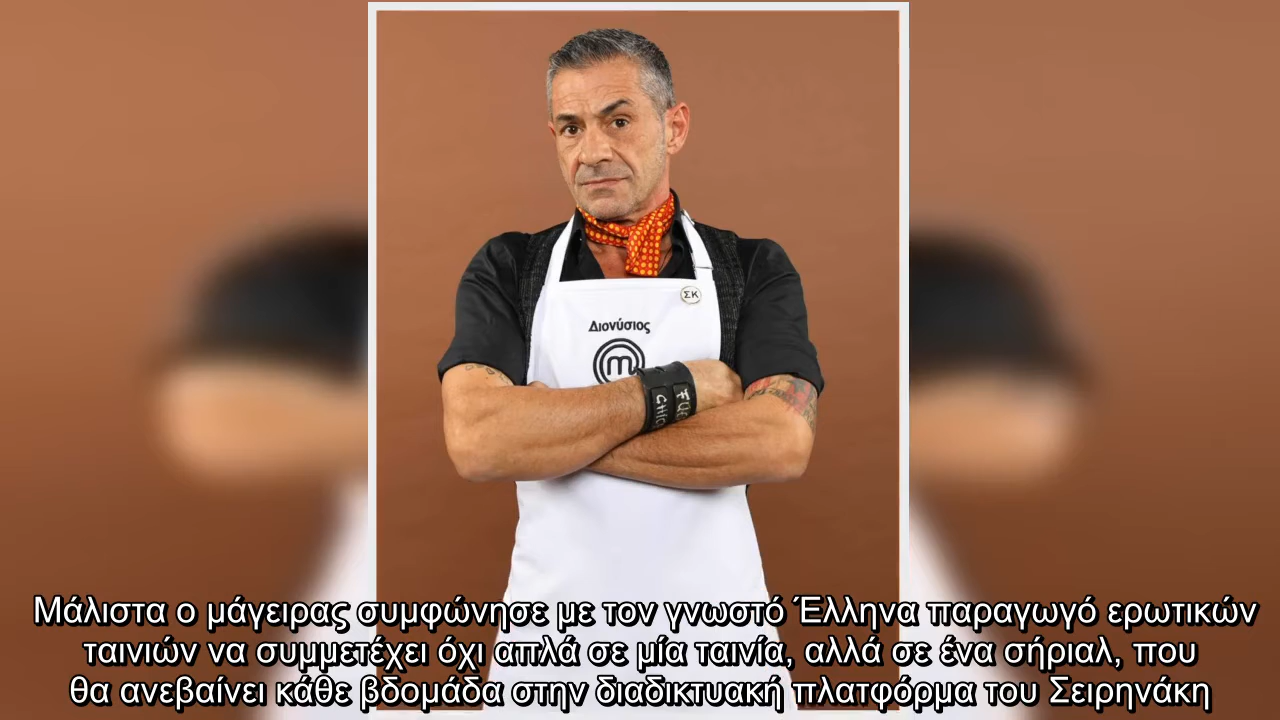 ΣΚ
Διονύσιος
m
Μάλιστα ο μάγειρας συμφώνησε με τον γνωστό Έλληνα παραγωγό ερωτικών
ταινιών να συμμετέχει όχι απλά σε μία ταινία, αλλά σε ένα σήριαλ, που
θα ανεβαίνει κάθε βδομάδα στην διαδικτυακή πλατφόρμα του Σειρηνάκη